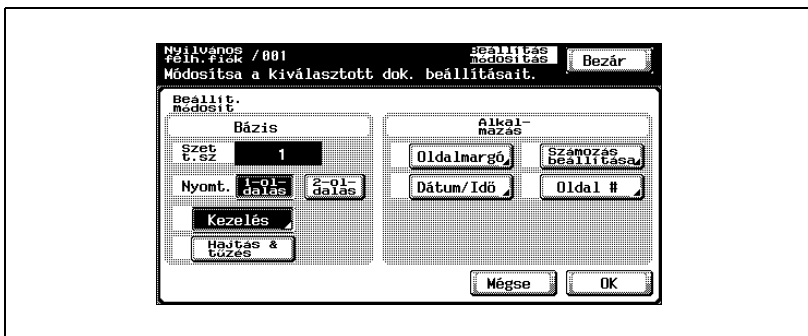 Nyilvános
félh.fiók /001
Beállítás
módosítás
Bezár
Módosítsa a kiválasztott dok. beállításait.
Beállít.
módosít
Bázis
Szet
t.sz
1
Nyomt.
1-ol-
dalas
2-ol-
dalas
Kezelés
Hajtás &
tűzés
Alkal-
mazás
Oldalmargó
Számozás
beállítása
Dátum/Idő
Oldal #
Mégse
OK